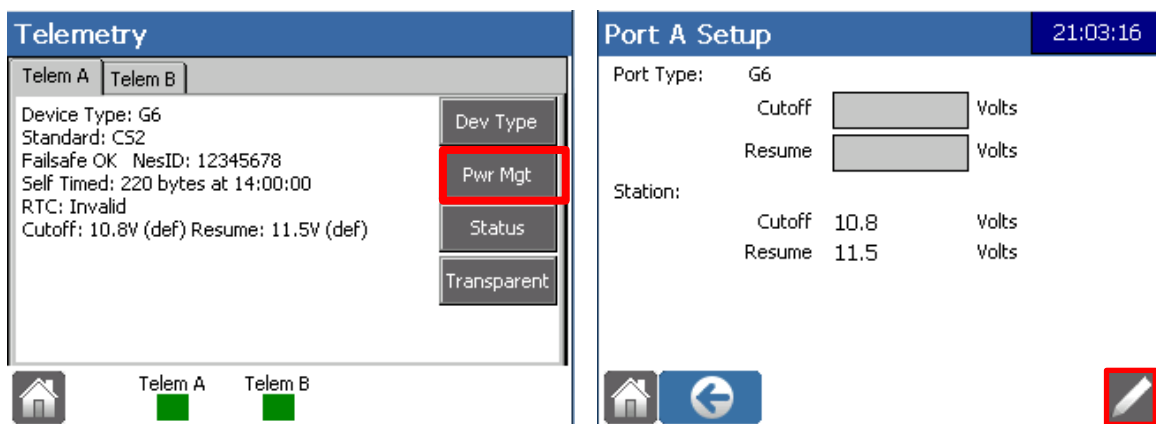 Telemetry
Telem A Telem B
Device Type: G6
Standard: CS2
Failsafe OK NesID: 12345678
Self Timed: 220 bytes at 14:00:00
RTC: Invalid
Cutoff: 10.8V (def) Resume: 11.5V (def)
Dev Type
Pwr Mgt
Status
Transparent
Telem A Telem B
Port A Setup 21:03:16
Port Type: G6
Cutoff Volts
Resume Volts
Station:
Cutoff 10.8 Volts
Resume 11.5 Volts